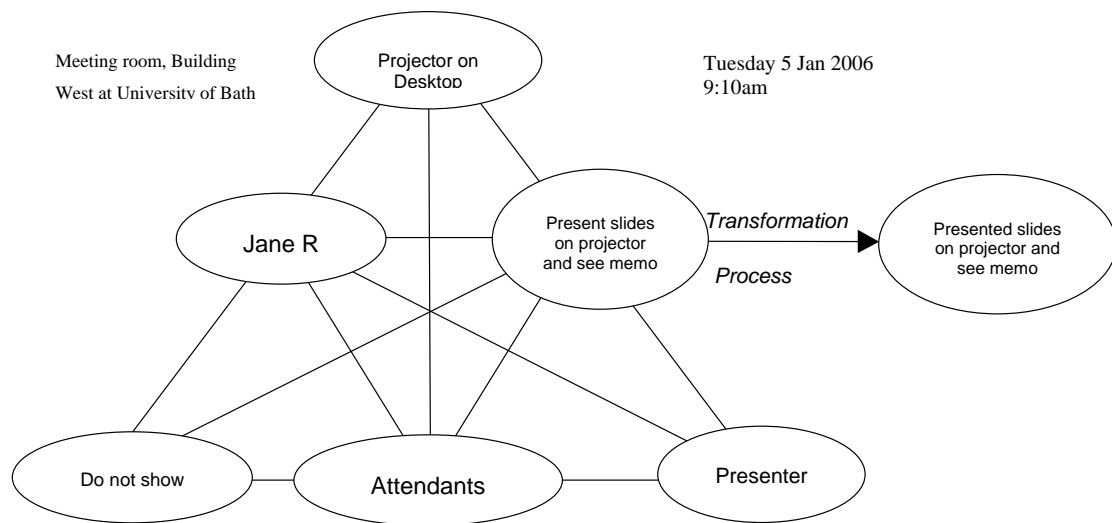 Meeting room, Building
West at University of Bath
Projector on
Desktop
Tuesday 5 Jan 2006
9:10am
Jane R
Present slides
on projector
and see memo
Transformation
Process
Presented slides
on projector and
see memo
Do not show
Attendants
Presenter